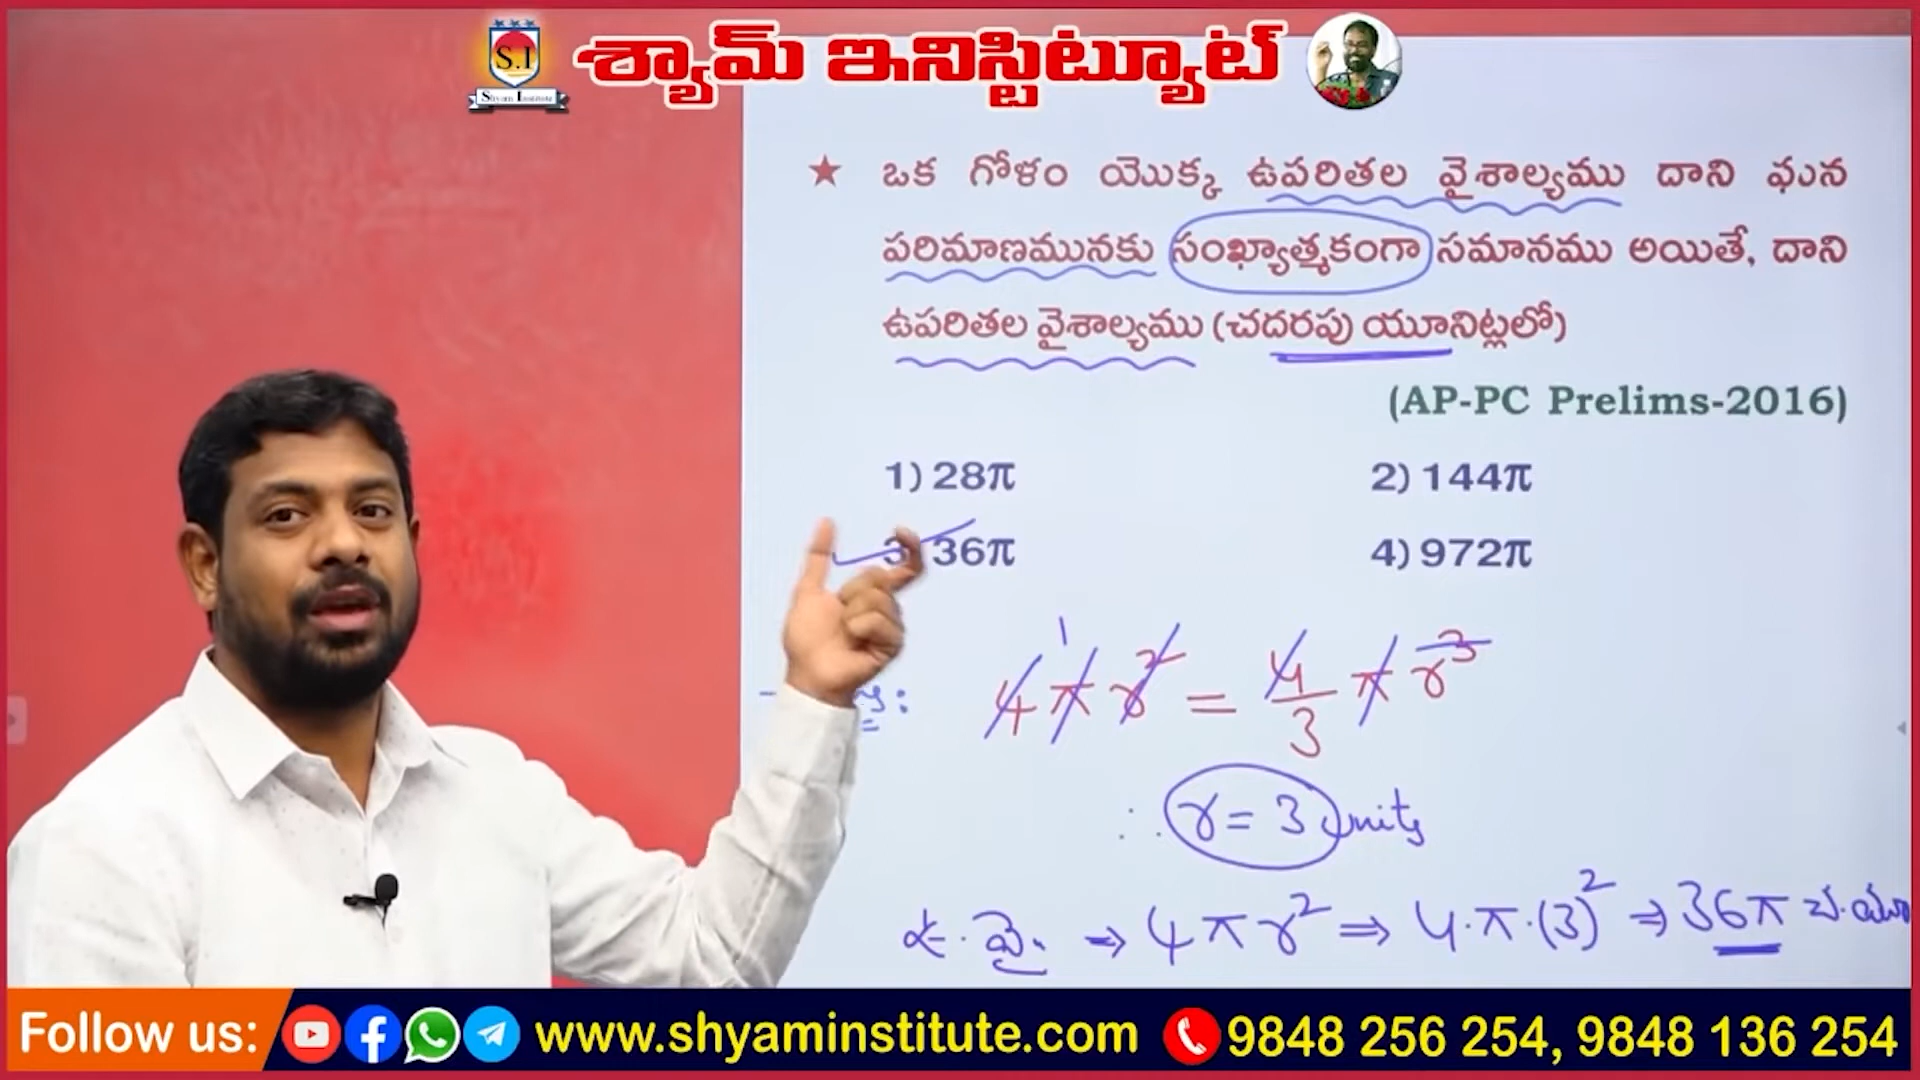 S.I
Shyam Institute
శ్యామ్ ఇనిస్టిట్యూట్
★ ఒక గోళం యొక్క ఉపరితల వైశాల్యము దాని ఘన
పరిమాణమునకు సంఖ్యాత్మకంగా సమానము అయితే, దాని
ఉపరితల వైశాల్యము (చదరపు యూనిట్లలో)
(AP-PC Prelims-2016)
1) 28π 2) 144π
3) 36π 4) 972π
4πr² = 4/3 πr³
∴ r = 3 Units
ఉ. వై. ⇒ 4πr² ⇒ 4.π.(3)² ⇒ 36π చ.యూ
Follow us: www.shyaminstitute.com 9848 256 254, 9848 136 254